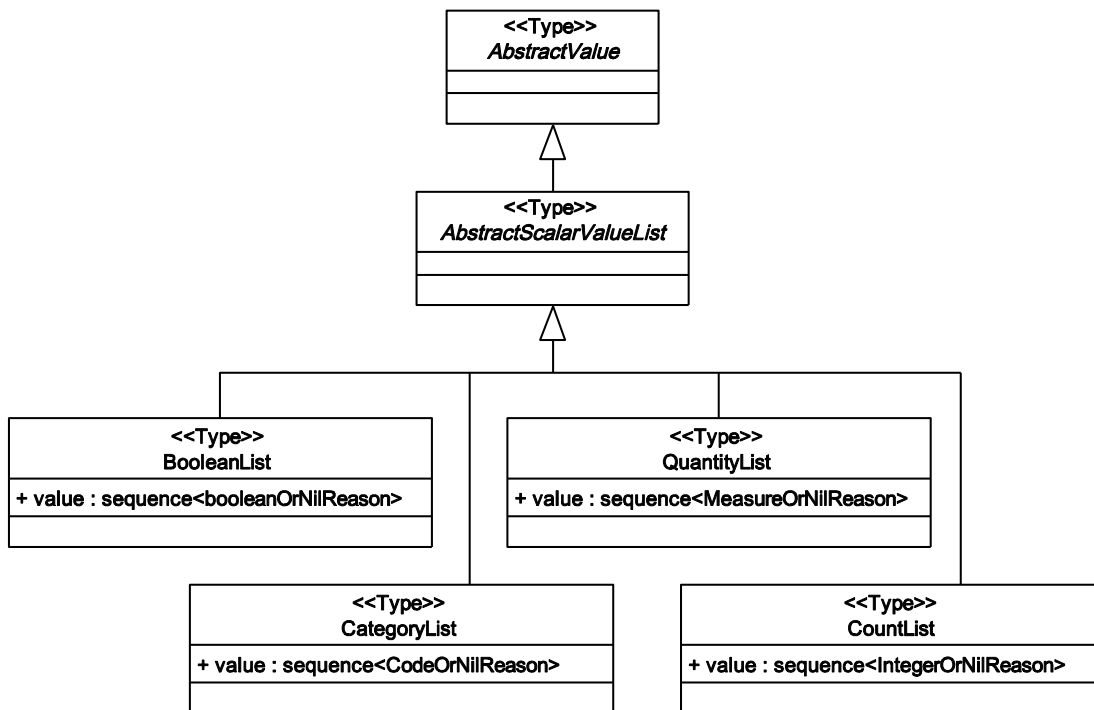 <<Type>>
AbstractValue
<<Type>>
AbstractScalarValueList
<<Type>>
BooleanList
+ value : sequence<booleanOrNilReason>
<<Type>>
QuantityList
+ value : sequence<MeasureOrNilReason>
<<Type>>
CategoryList
+ value : sequence<CodeOrNilReason>
<<Type>>
CountList
+ value : sequence<IntegerOrNilReason>